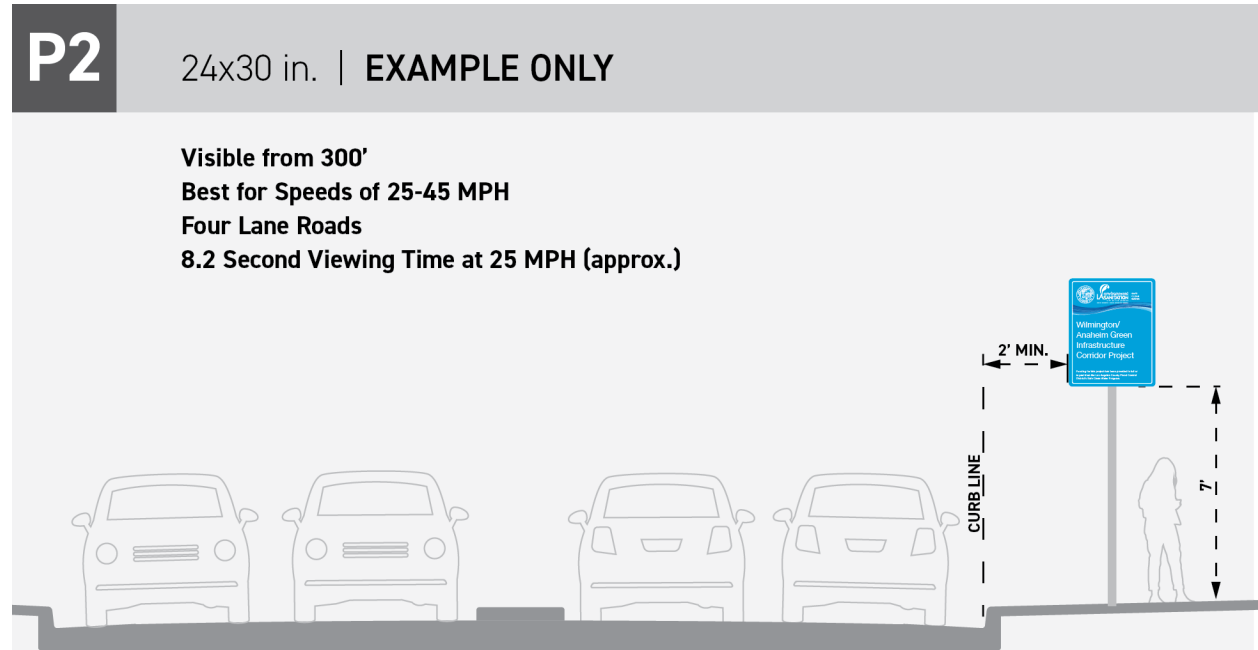 P2
24x30 in. | EXAMPLE ONLY
Visible from 300'
Best for Speeds of 25-45 MPH
Four Lane Roads
8.2 Second Viewing Time at 25 MPH (approx.)
SANITATION
Wilmington/
Anaheim Green
Infrastructure
Corridor Project
2' MIN.
CURB LINE
7'